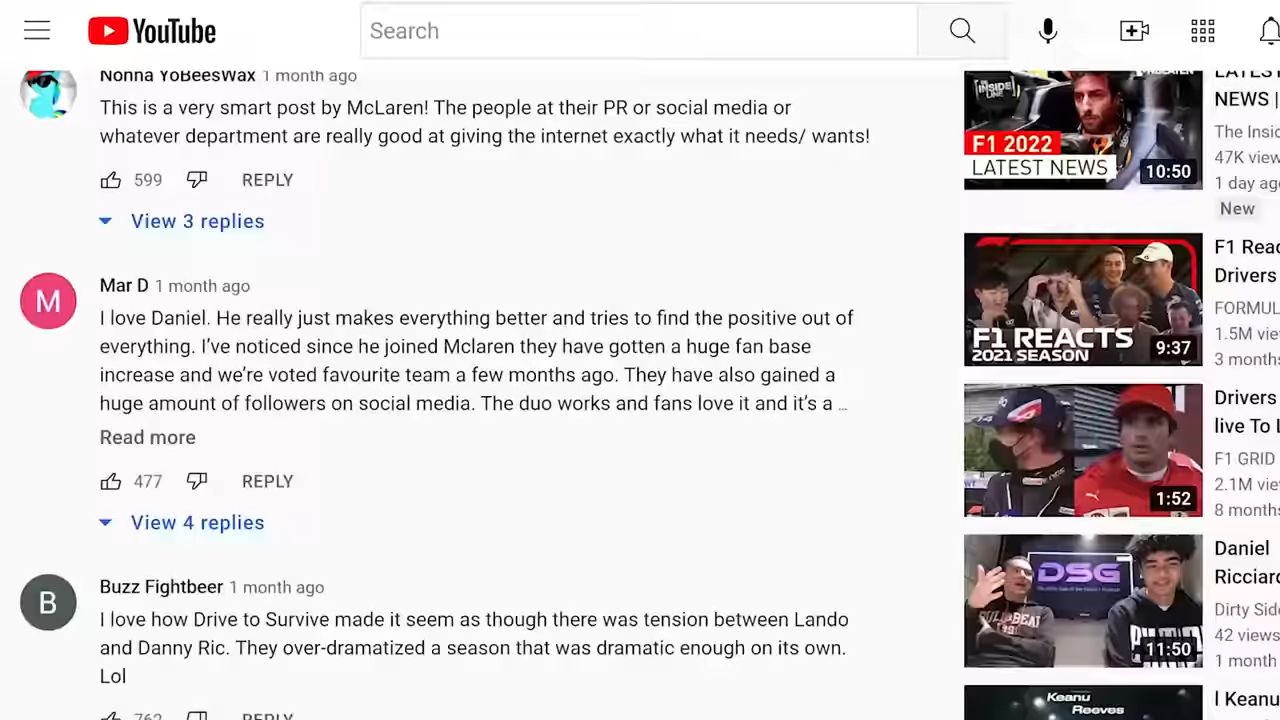 YouTube
Search
Nonna YoBeesWax 1 month ago
This is a very smart post by McLaren! The people at their PR or social media or
whatever department are really good at giving the internet exactly what it needs/ wants!
599 REPLY
View 3 replies
M
Mar D 1 month ago
I love Daniel. He really just makes everything better and tries to find the positive out of
everything. I’ve noticed since he joined Mclaren they have gotten a huge fan base
increase and we’re voted favourite team a few months ago. They have also gained a
huge amount of followers on social media. The duo works and fans love it and it’s a ...
Read more
477 REPLY
View 4 replies
B
Buzz Fightbeer 1 month ago
I love how Drive to Survive made it seem as though there was tension between Lando
and Danny Ric. They over-dramatized a season that was dramatic enough on its own.
Lol
762 REPLY
INSIDE
LINE
F1 2022
LATEST NEWS
10:50
LATEST
NEWS |
The Insid
47K view
1 day ago
New
F1 REACTS
2021 SEASON
9:37
F1 Reac
Drivers
FORMUL
1.5M vie
3 months
1:52
Drivers
live To L
F1 GRID
2.1M vie
8 months
DSG
11:50
Daniel
Ricciard
Dirty Side
42 views
1 month
Keanu
Reeves
I Keanu